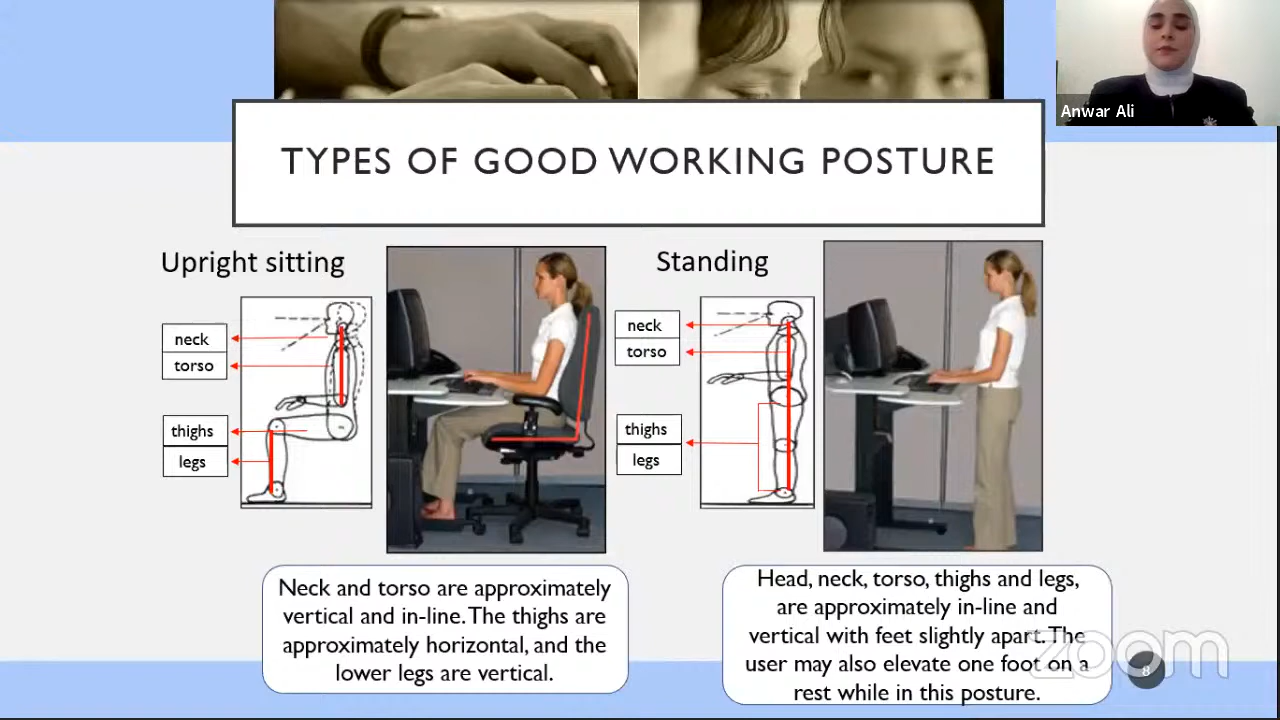 Anwar Ali
TYPES OF GOOD WORKING POSTURE
Upright sitting
neck
torso
thighs
legs
Standing
neck
torso
thighs
legs
Neck and torso are approximately
vertical and in-line. The thighs are
approximately horizontal, and the
lower legs are vertical.
Head, neck, torso, thighs and legs,
are approximately in-line and
vertical with feet slightly apart. The
user may also elevate one foot on a
rest while in this posture.
zoom
8